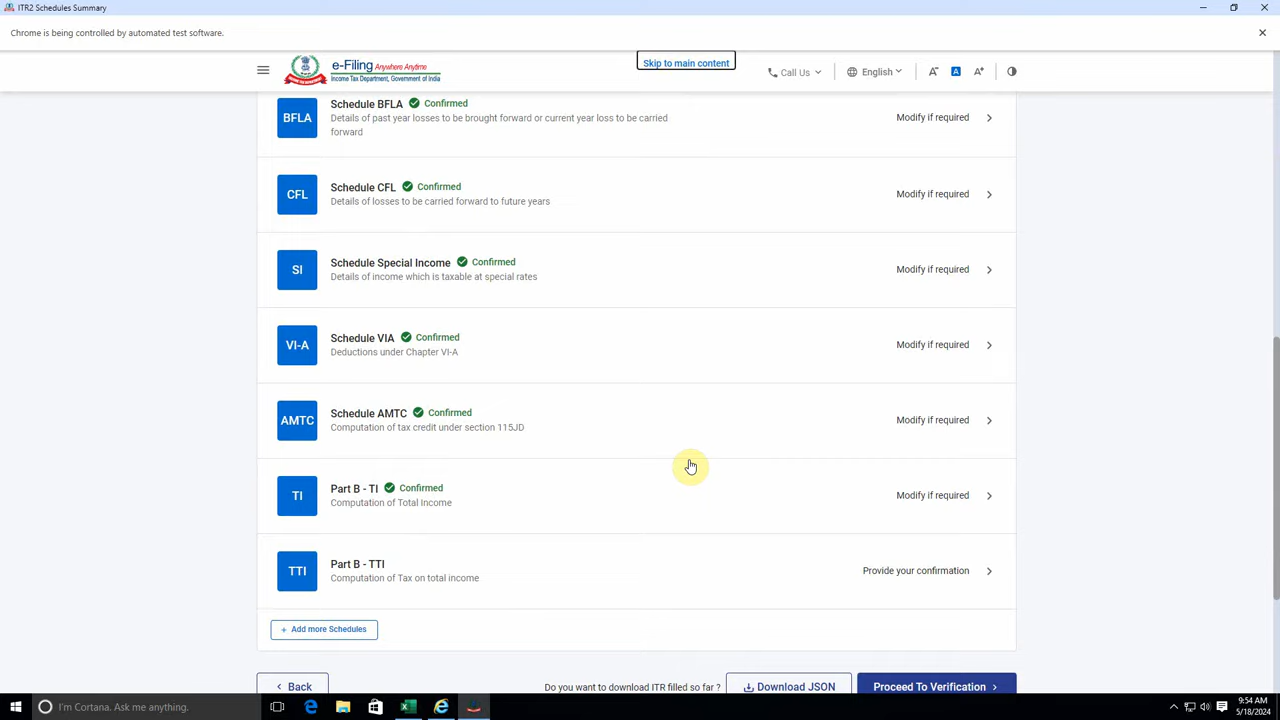 ITR2 Schedules Summary
Chrome is being controlled by automated test software.
Skip to main content
e-Filing Anywhere Anytime
Income Tax Department, Government of India
Call Us
English
A-
A
A+
BFLA
Schedule BFLA Confirmed
Details of past year losses to be brought forward or current year loss to be carried
forward
Modify if required
CFL
Schedule CFL Confirmed
Details of losses to be carried forward to future years
Modify if required
SI
Schedule Special Income Confirmed
Details of income which is taxable at special rates
Modify if required
VI-A
Schedule VIA Confirmed
Deductions under Chapter VI-A
Modify if required
AMTC
Schedule AMTC Confirmed
Computation of tax credit under section 115JD
Modify if required
TI
Part B - TI Confirmed
Computation of Total Income
Modify if required
TTI
Part B - TTI
Computation of Tax on total income
Provide your confirmation
+ Add more Schedules
< Back
Do you want to download ITR filled so far ?
Download JSON
Proceed To Verification >
I'm Cortana. Ask me anything.
9:54 AM
5/18/2024